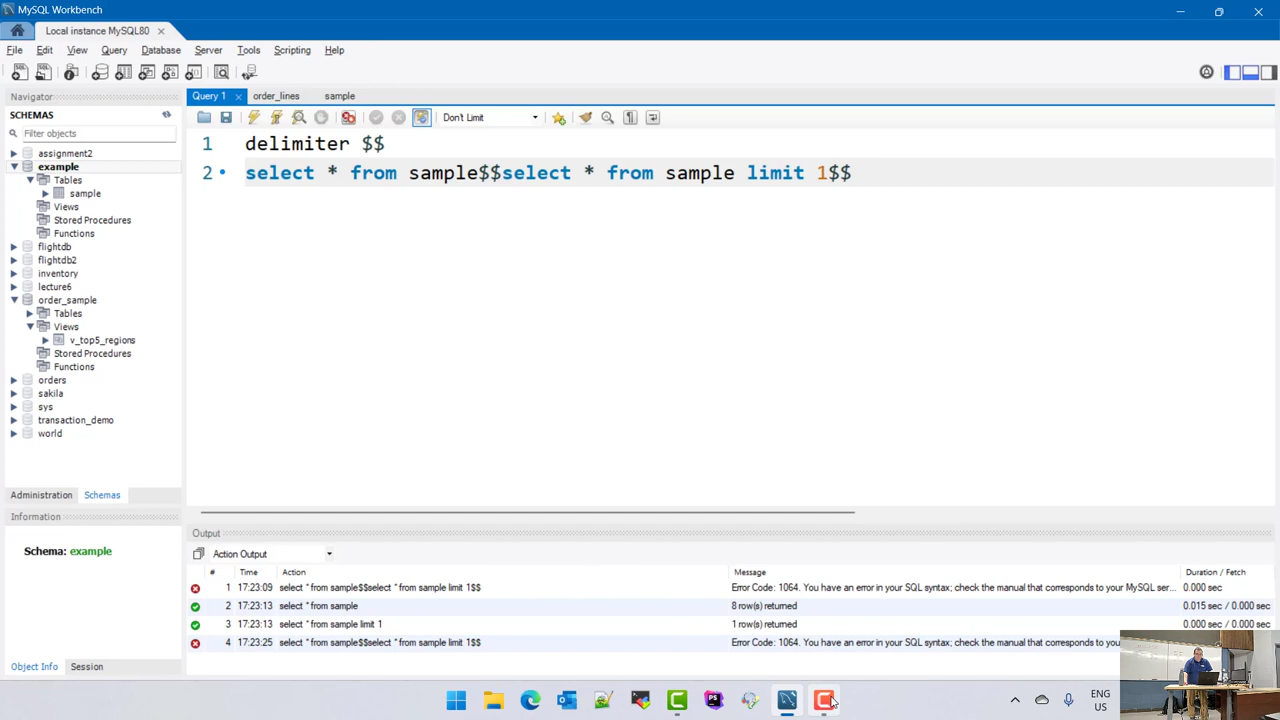 MySQL Workbench
Local instance MySQL80
File Edit View Query Database Server Tools Scripting Help
Navigator
SCHEMAS
Filter objects
assignment2
example
Tables
sample
Views
Stored Procedures
Functions
flightdb
flightdb2
inventory
lecture6
order_sample
Tables
Views
v_top5_regions
Stored Procedures
Functions
orders
sakila
sys
transaction_demo
world
Administration Schemas
Information
Schema: example
Object Info Session
Query 1 order_lines sample
Don't Limit
1 delimiter $$
2 select * from sample$$select * from sample limit 1$$
Output
Action Output
# Time Action Message Duration / Fetch
1 17:23:09 select * from sample$$select * from sample limit 1$$ Error Code: 1064. You have an error in your SQL syntax; check the manual that corresponds to your MySQL ser... 0.000 sec
2 17:23:13 select * from sample 8 row(s) returned 0.015 sec / 0.000 sec
3 17:23:13 select * from sample limit 1 1 row(s) returned 0.000 sec / 0.000 sec
4 17:23:25 select * from sample$$select * from sample limit 1$$ Error Code: 1064. You have an error in your SQL syntax; check the manual that corresponds to
ENG
US